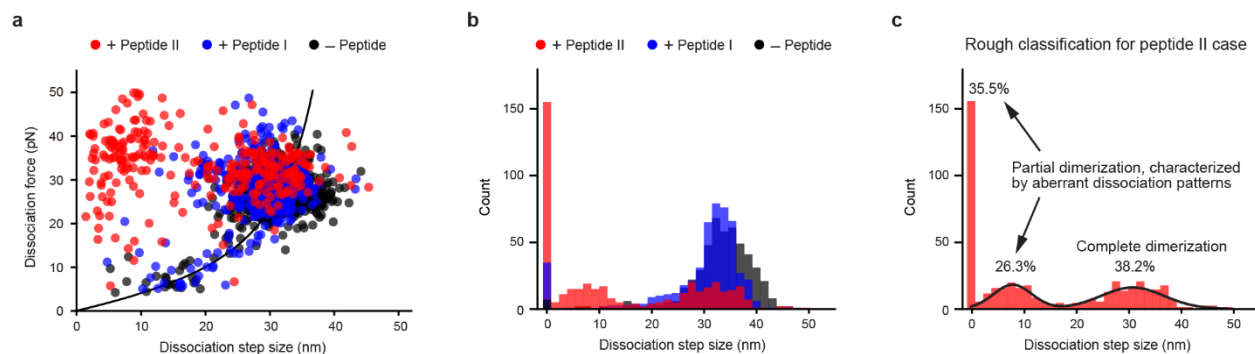 a
+ Peptide II + Peptide I – Peptide
Dissociation force (pN)
50
40
30
20
10
0
0 10 20 30 40 50
Dissociation step size (nm)
b
+ Peptide II + Peptide I – Peptide
Count
150
100
50
0
0 10 20 30 40 50
Dissociation step size (nm)
c
Rough classification for peptide II case
35.5%
Partial dimerization, characterized
by aberrant dissociation patterns
Complete dimerization
26.3% 38.2%
Count
150
100
50
0
0 10 20 30 40 50
Dissociation step size (nm)